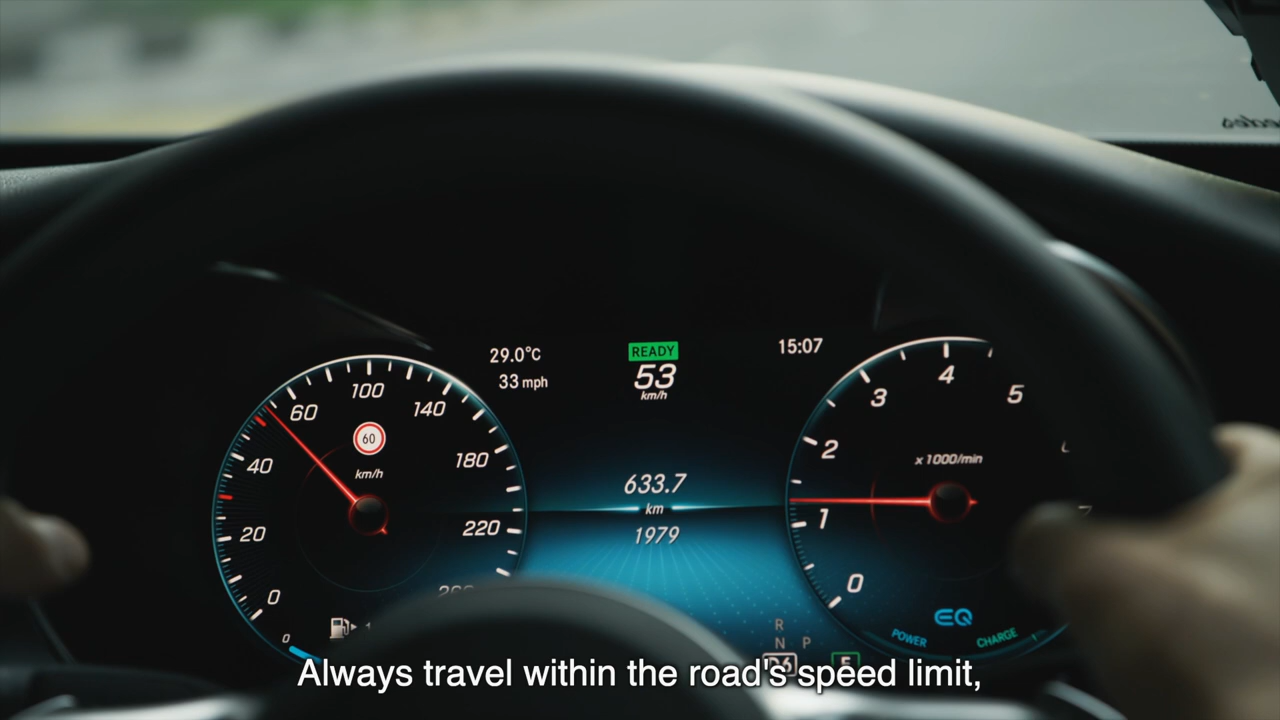 29.0°C
33 mph
READY
53
km/h
15:07
0
20
40
60
100
140
180
220
60
km/h
0
633.7
km
1979
0
1
2
3
4
5
x 1000/min
EQ
POWER
CHARGE
R
N P
Always travel within the road's speed limit,